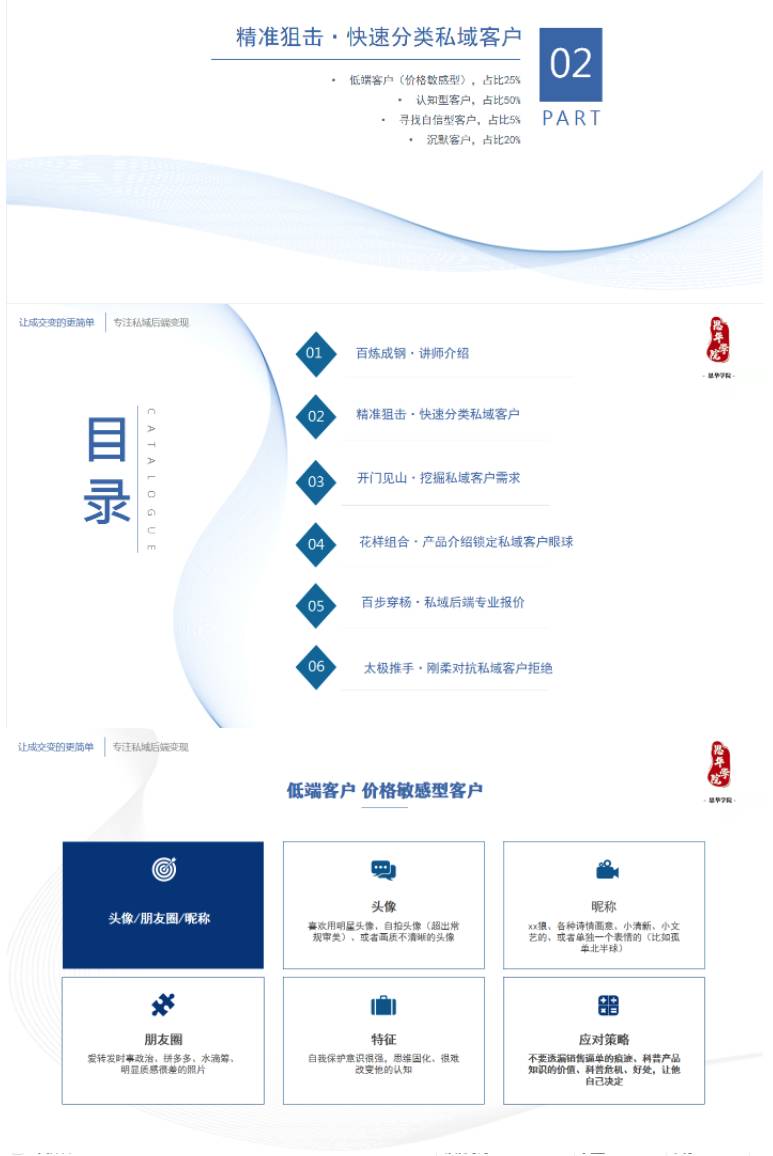 精准狙击·快速分类私域客户
02
PART
• 低端客户（价格敏感型），占比25%
• 认知型客户，占比50%
• 寻找自信型客户，占比5%
• 沉默客户，占比20%
让成交变的更简单 专注私域后端变现
思华学院
- 思华学院 -
目录
CATALOGUE
01 百炼成钢·讲师介绍
02 精准狙击·快速分类私域客户
03 开门见山·挖掘私域客户需求
04 花样组合·产品介绍锁定私域客户眼球
05 百步穿杨·私域后端专业报价
06 太极推手·刚柔对抗私域客户拒绝
让成交变的更简单 专注私域后端变现
思华学院
- 思华学院 -
低端客户 价格敏感型客户
头像/朋友圈/昵称
头像
喜欢用明星头像、自拍头像（超出常
规审美）、或者画质不清晰的头像
昵称
xx狼、各种诗情画意、小清新、小文
艺的、或者单独一个表情的（比如孤
单北半球）
朋友圈
爱转发时事政治、拼多多、水滴筹、
明显质感很差的照片
特征
自我保护意识很强，思维固化、很难
改变他的认知
应对策略
不要透漏销售逼单的痕迹、科普产品
知识的价值、科普危机、好处，让他
自己决定